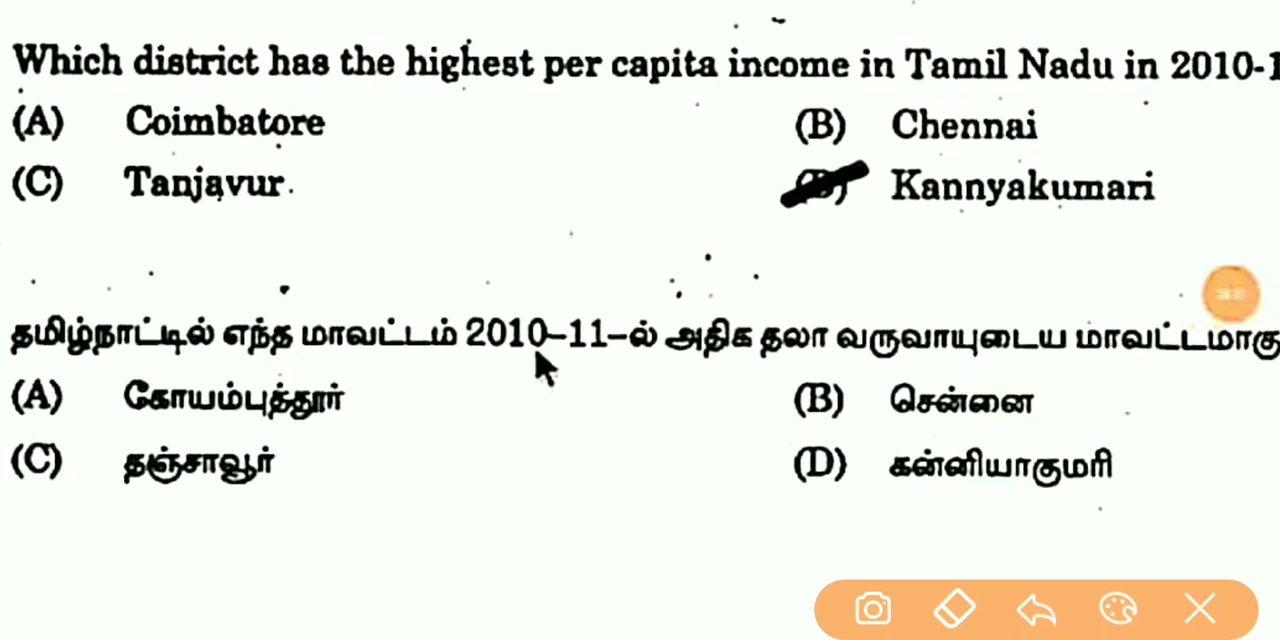 Which district has the highest per capita income in Tamil Nadu in 2010-1
(A) Coimbatore (B) Chennai
(C) Tanjavur (D) Kannyakumari
தமிழ்நாட்டில் எந்த மாவட்டம் 2010–11–ல் அதிக தலா வருவாயுடைய மாவட்டமாகு
(A) கோயம்புத்தூர் (B) சென்னை
(C) தஞ்சாவூர் (D) கன்னியாகுமரி